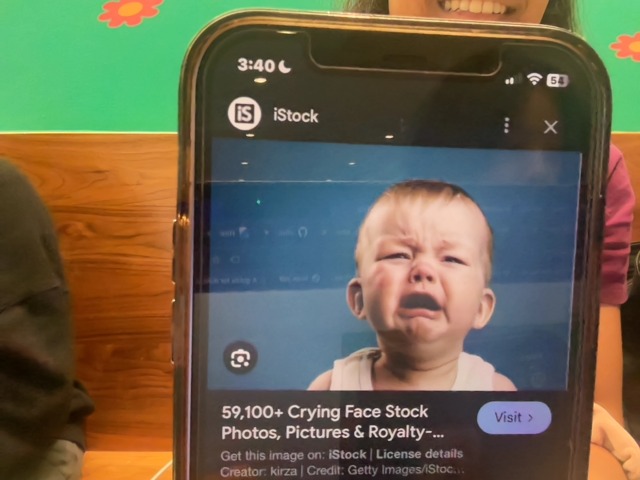 3:40
54
iS
iStock
59,100+ Crying Face Stock
Photos, Pictures & Royalty-...
Visit >
Get this image on: iStock | License details
Creator: kirza | Credit: Getty Images/iStoc...